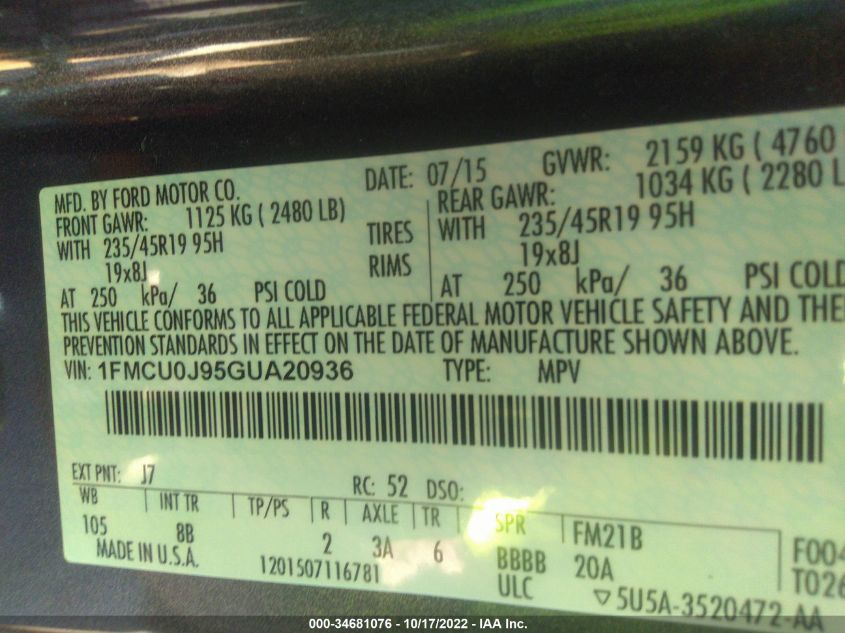 MFD. BY FORD MOTOR CO.
DATE: 07/15
GVWR: 2159 KG ( 4760
FRONT GAWR: 1125 KG ( 2480 LB)
REAR GAWR: 1034 KG ( 2280 L
WITH 235/45R19 95H
TIRES
WITH 235/45R19 95H
19x8J
RIMS
19x8J
AT 250 kPa/ 36 PSI COLD
AT 250 kPa/ 36 PSI COLD
THIS VEHICLE CONFORMS TO ALL APPLICABLE FEDERAL MOTOR VEHICLE SAFETY AND THE
PREVENTION STANDARDS IN EFFECT ON THE DATE OF MANUFACTURE SHOWN ABOVE.
VIN: 1FMCU0J95GUA20936
TYPE: MPV
EXT PNT: J7
RC: 52 DSO:
WB INT TR TP/PS R AXLE TR SPR
105 8B 2 3A 6 BBBB
FM21B
20A
F004
T026
MADE IN U.S.A.
1201507116781
ULC
▽5U5A-3520472-AA
000-34681076 - 10/17/2022 - IAA Inc.